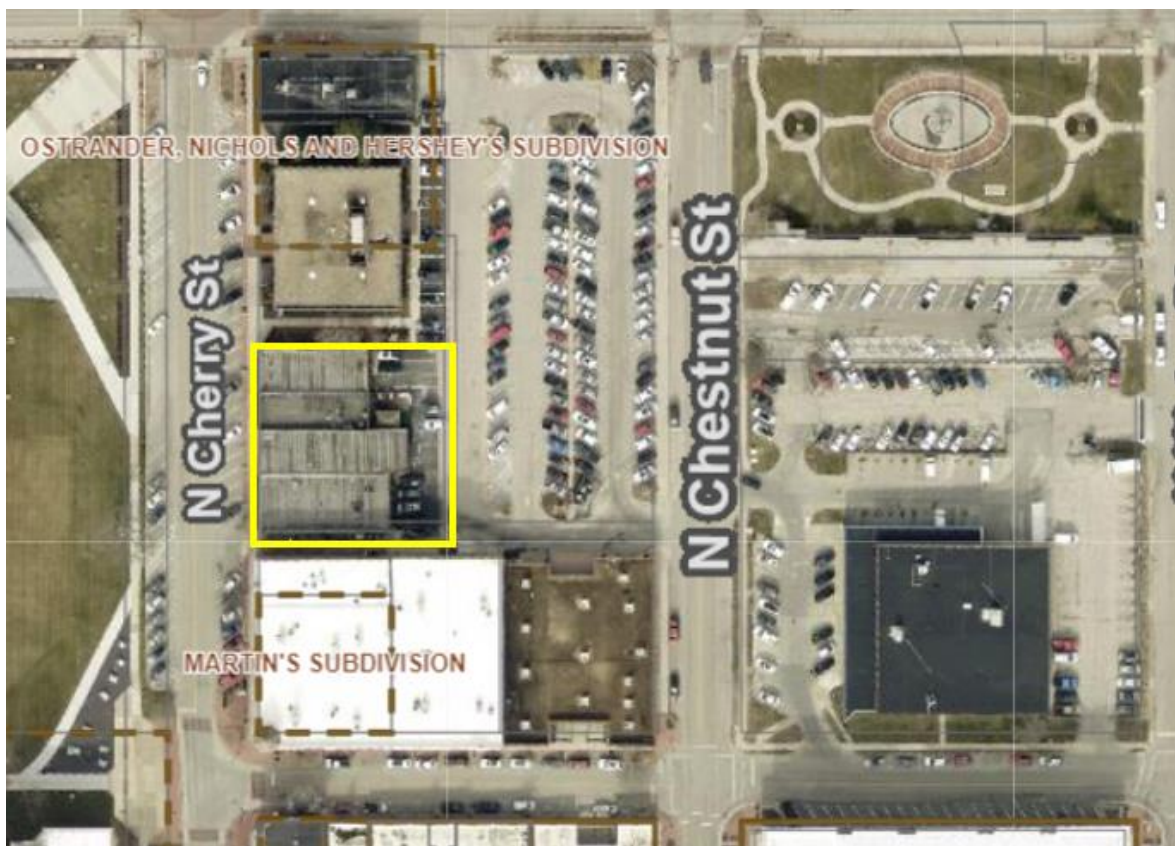 OSTRANDER, NICHOLS AND HERSHEY'S SUBDIVISION
N Cherry St
N Chestnut St
MARTIN'S SUBDIVISION